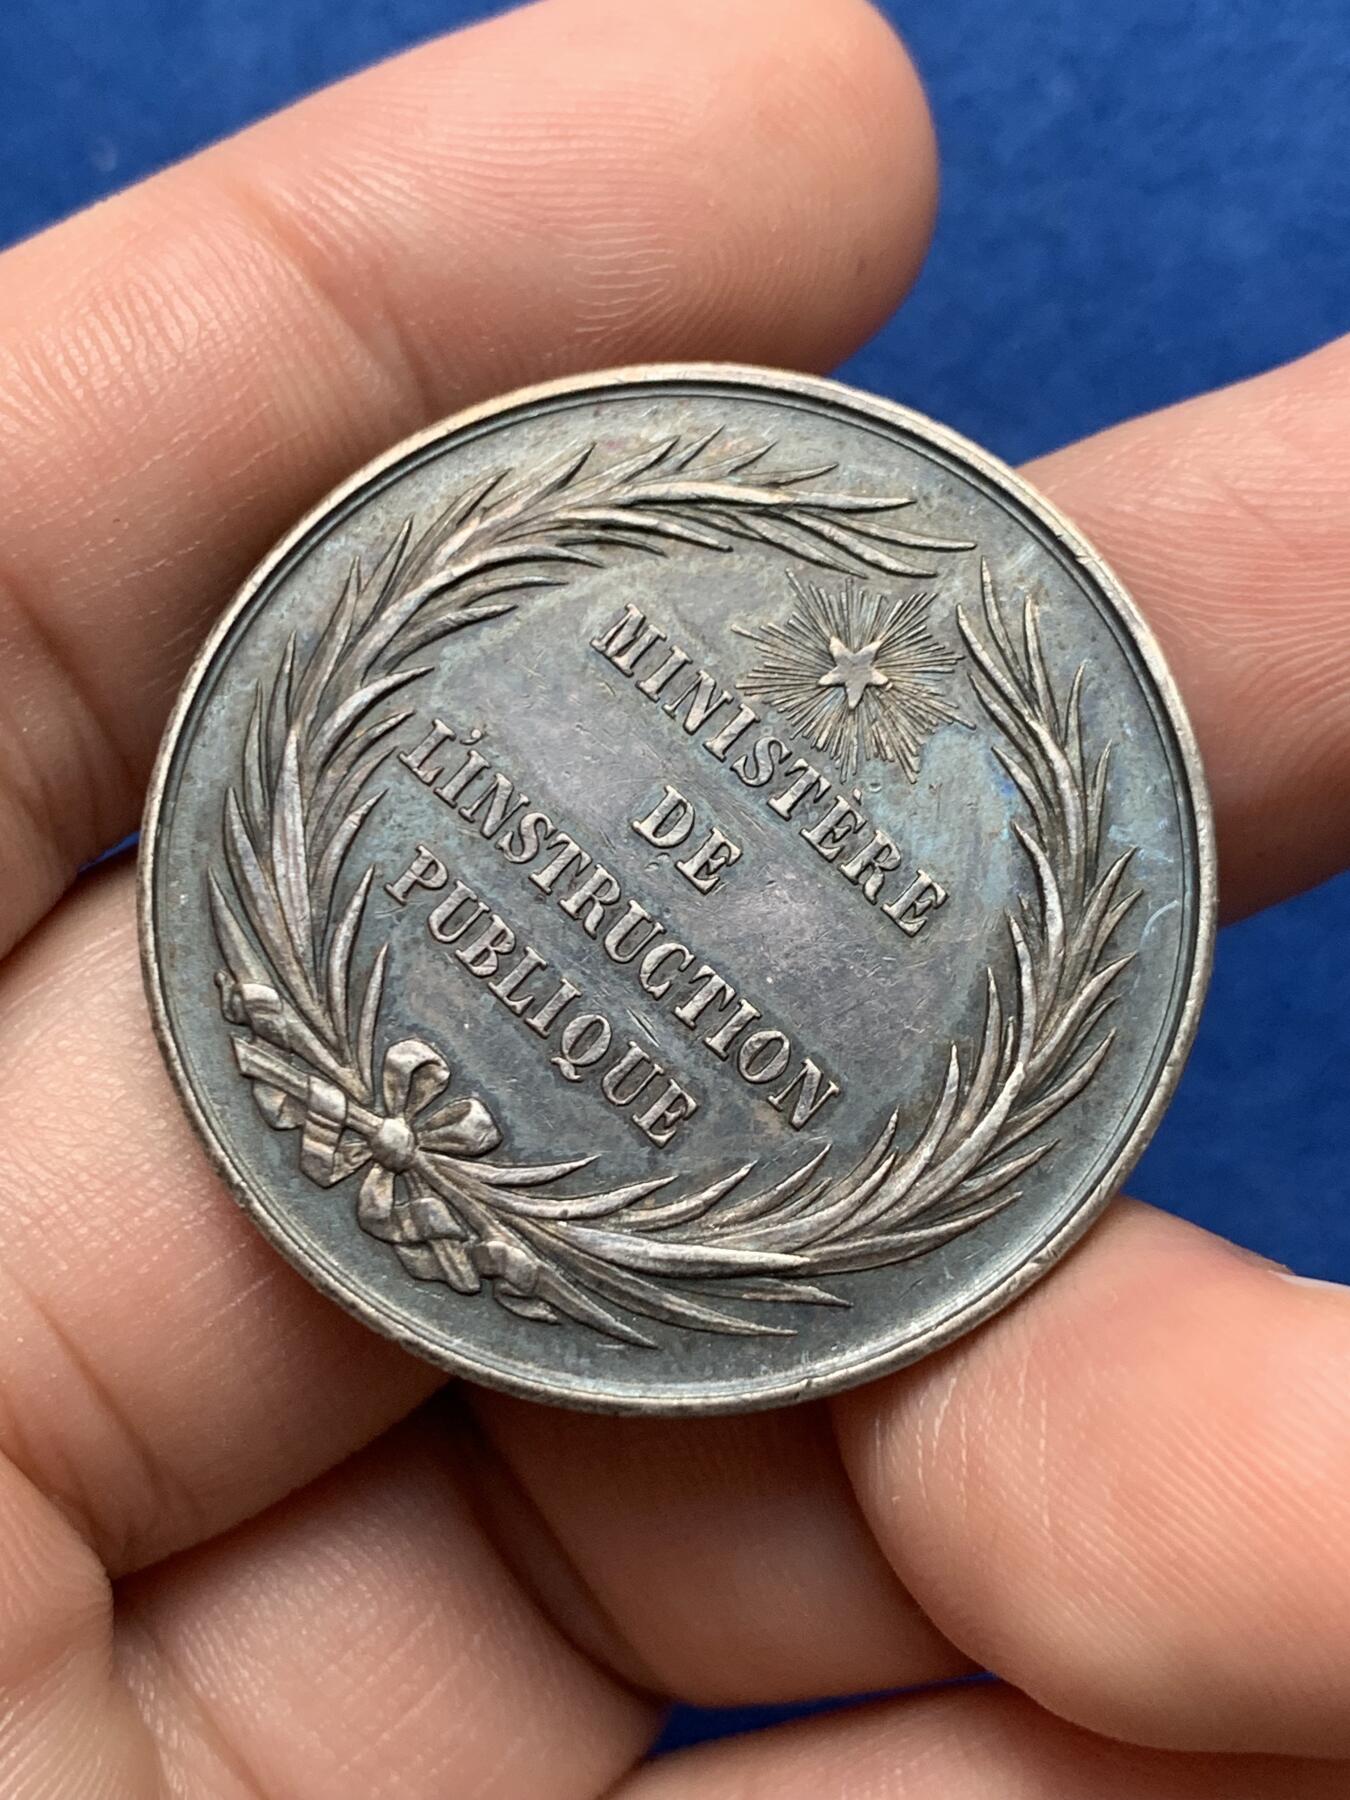 MINISTÈRE
DE
L'INSTRUCTION
PUBLIQUE